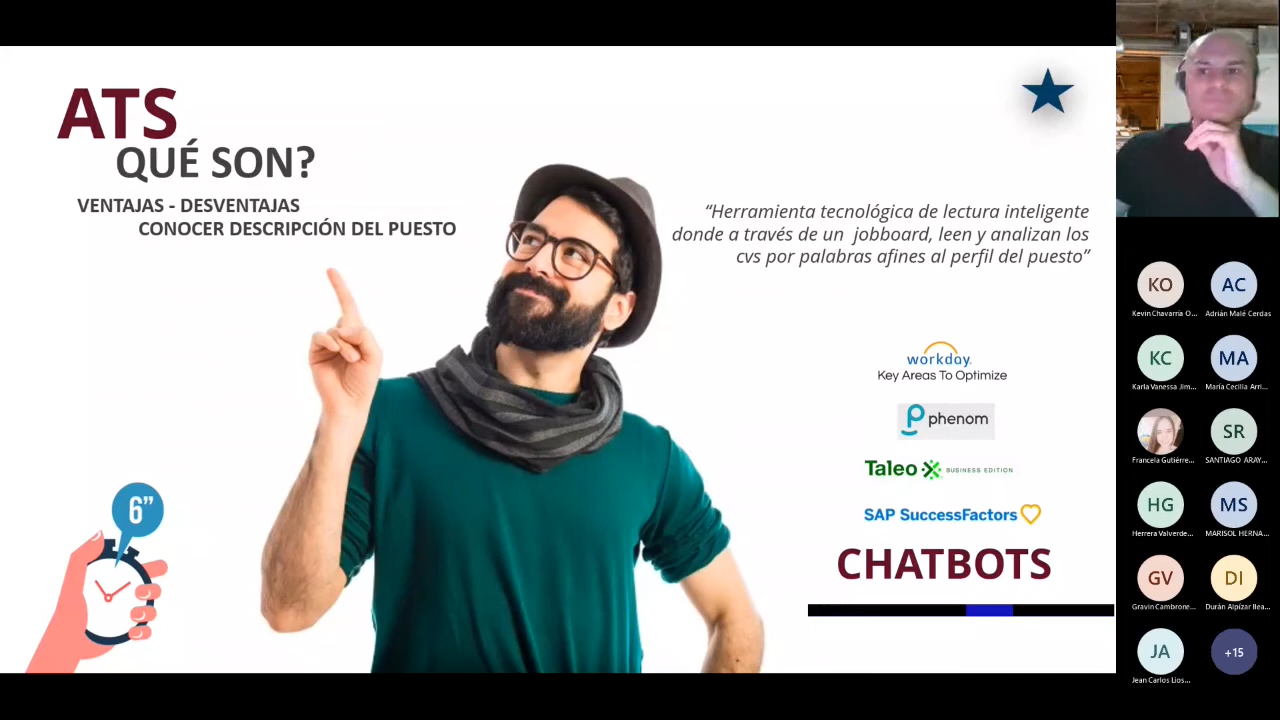 ATS
QUÉ SON?
VENTAJAS - DESVENTAJAS
CONOCER DESCRIPCIÓN DEL PUESTO
“Herramienta tecnológica de lectura inteligente
donde a través de un jobboard, leen y analizan los
cvs por palabras afines al perfil del puesto”
workday.
Key Areas To Optimize
phenom
Taleo BUSINESS EDITION
SAP SuccessFactors
CHATBOTS
6”
KO
Kevin Chavarría O...
AC
Adrián Malé Cerdas
KC
Karla Vanessa Jim...
MA
María Cecilia Arri...
Francela Gutiérre...
SR
SANTIAGO ARAY...
HG
Herrera Valverde...
MS
MARISOL HERNA...
GV
Gravin Cambrone...
DI
Durán Alpízar Ilea...
JA
Jean Carlos Lios...
+15